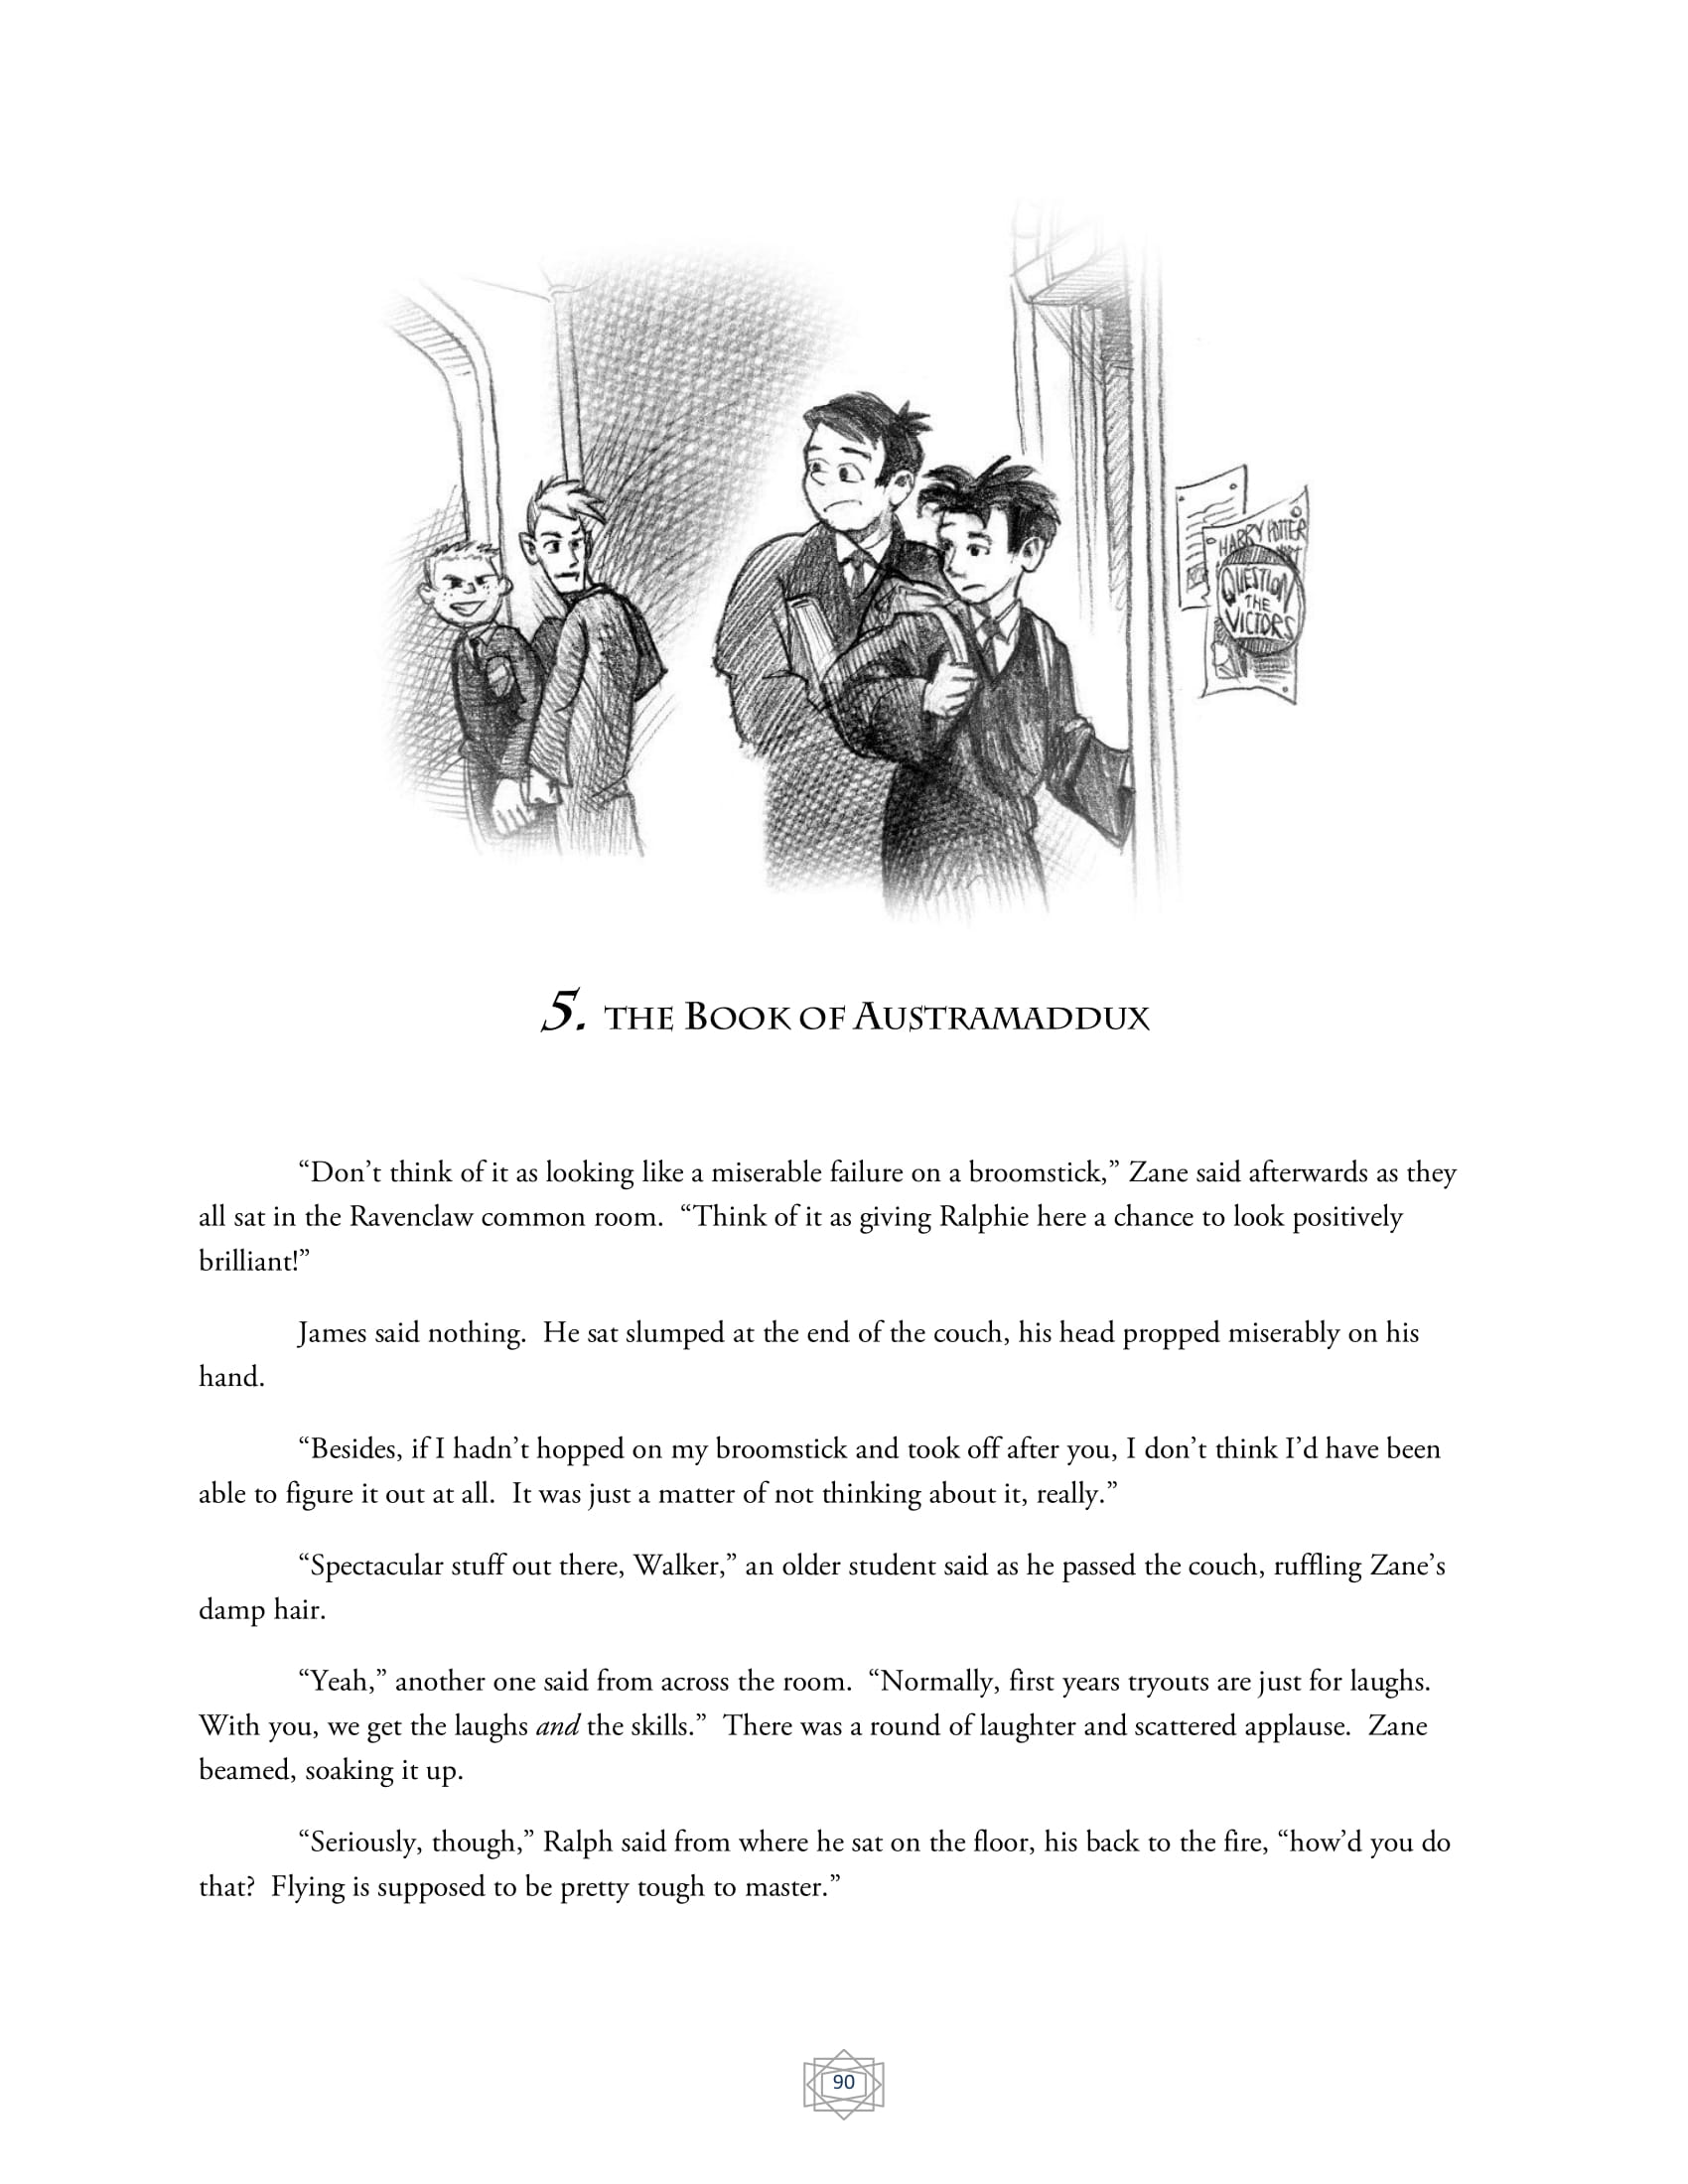 HARRY POTTER
QUESTION
THE
VICTORS
5. THE BOOK OF AUSTRAMADDUX
“Don’t think of it as looking like a miserable failure on a broomstick,” Zane said afterwards as they
all sat in the Ravenclaw common room.  “Think of it as giving Ralphie here a chance to look positively
brilliant!”
James said nothing.  He sat slumped at the end of the couch, his head propped miserably on his
hand.
“Besides, if I hadn’t hopped on my broomstick and took off after you, I don’t think I’d have been
able to figure it out at all.  It was just a matter of not thinking about it, really.”
“Spectacular stuff out there, Walker,” an older student said as he passed the couch, ruffling Zane’s
damp hair.
“Yeah,” another one said from across the room.  “Normally, first years tryouts are just for laughs.
With you, we get the laughs and the skills.”  There was a round of laughter and scattered applause.  Zane
beamed, soaking it up.
“Seriously, though,” Ralph said from where he sat on the floor, his back to the fire, “how’d you do
that?  Flying is supposed to be pretty tough to master.”
90